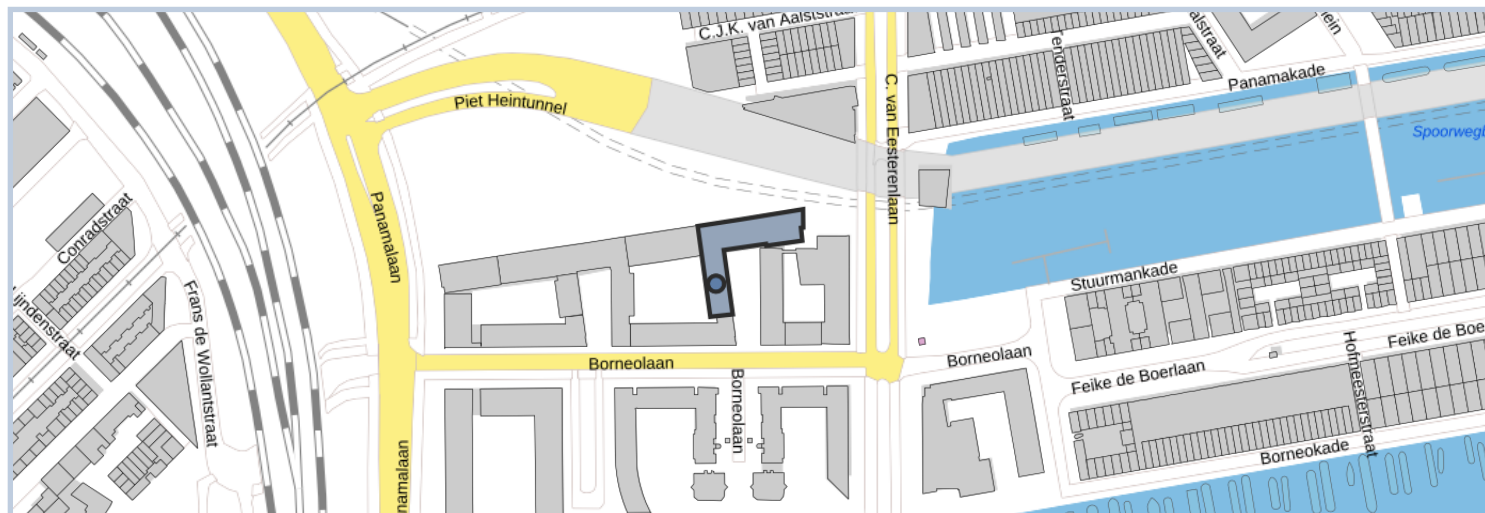 C.J.K. van Aalststraat
Panamakade
Piet Heintunnel
C. van Eesterenlaan
Spoorwegb
Panamalaan
Conradstraat
Stuurmankade
Frans de Wollantstraat
ijndenstraat
Borneolaan
Borneolaan
Hofmeesterstraat
Feike de Boe
Feike de Boerlaan
Borneolaan
Borneokade